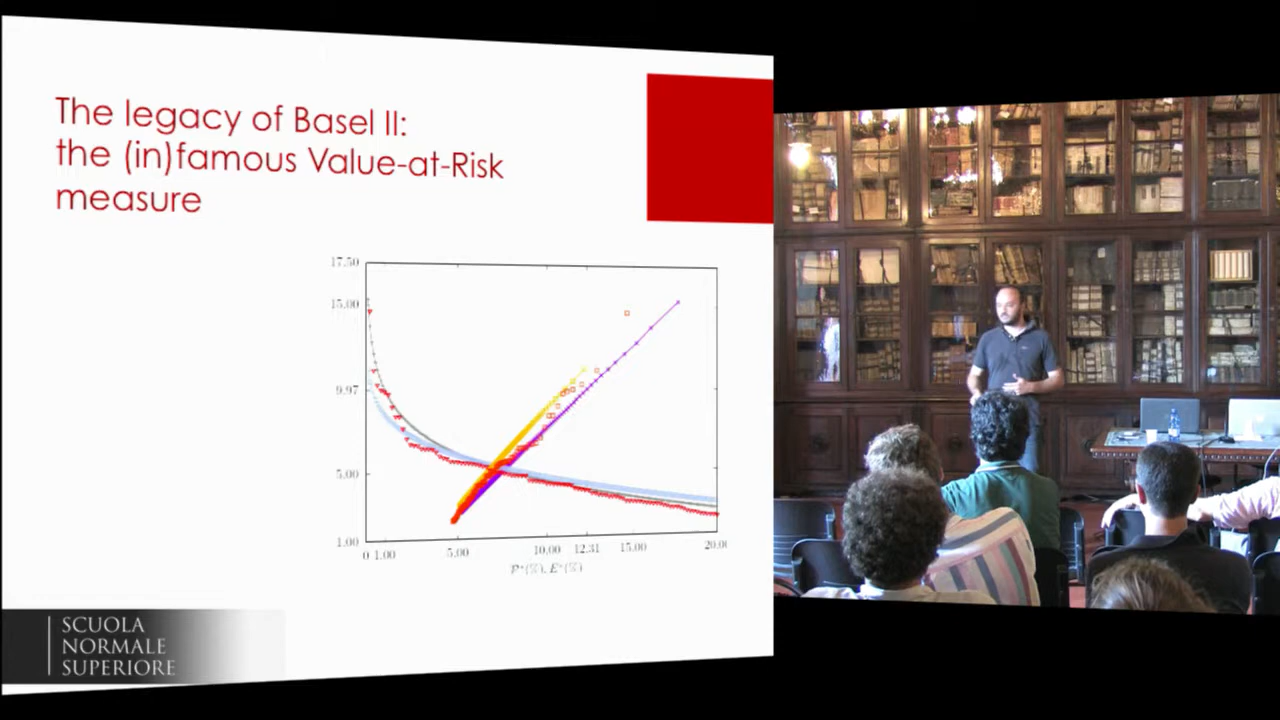 The legacy of Basel II:
the (in)famous Value-at-Risk
measure
17.50
15.00
9.97
5.00
1.00
0 1.00 5.00 10.00 12.31 15.00 20.00
SCUOLA
NORMALE
SUPERIORE